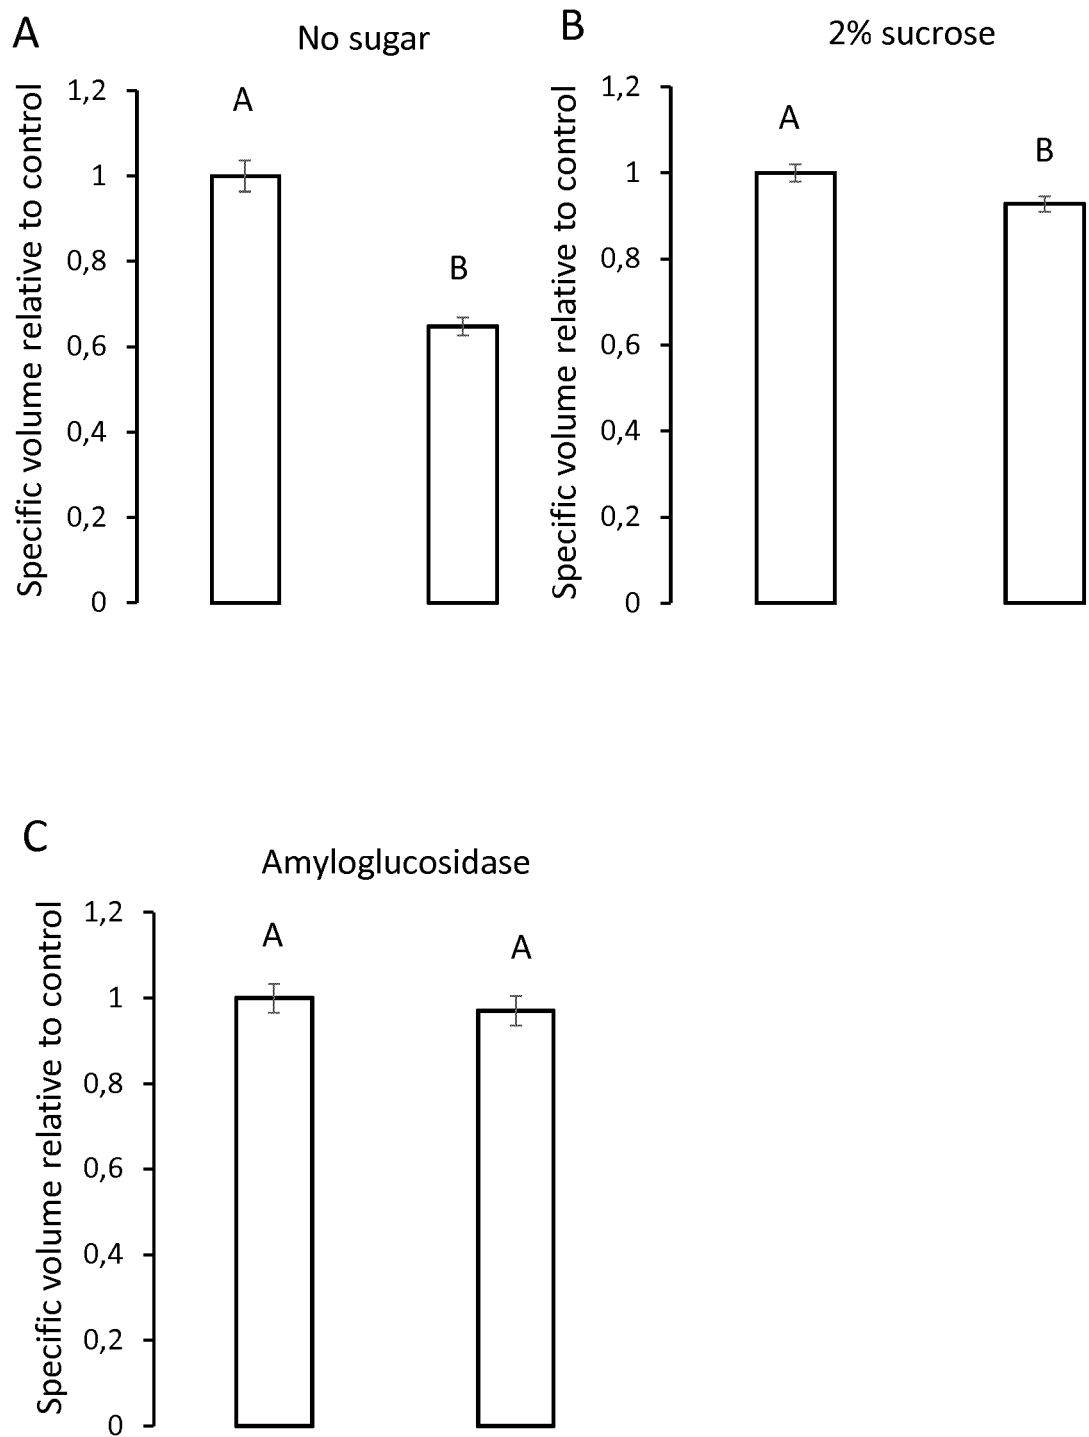 A
No sugar
Specific volume relative to control
1,2
1
0,8
0,6
0,4
0,2
0
A
B
B
2% sucrose
Specific volume relative to control
1,2
1
0,8
0,6
0,4
0,2
0
A
B
C
Amyloglucosidase
Specific volume relative to control
1,2
1
0,8
0,6
0,4
0,2
0
A
A